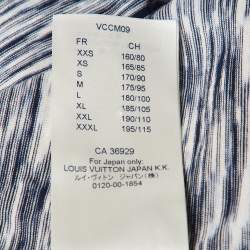 VCCM09
FR CH
XXS 160/80
XS 165/85
S 170/90
M 175/95
L 180/100
XL 185/105
XXL 190/110
XXXL 195/115
CA 36929
For Japan only:
LOUIS VUITTON JAPAN K.K.
ルイ・ヴィトン・ジャパン(株)
0120-00-1854